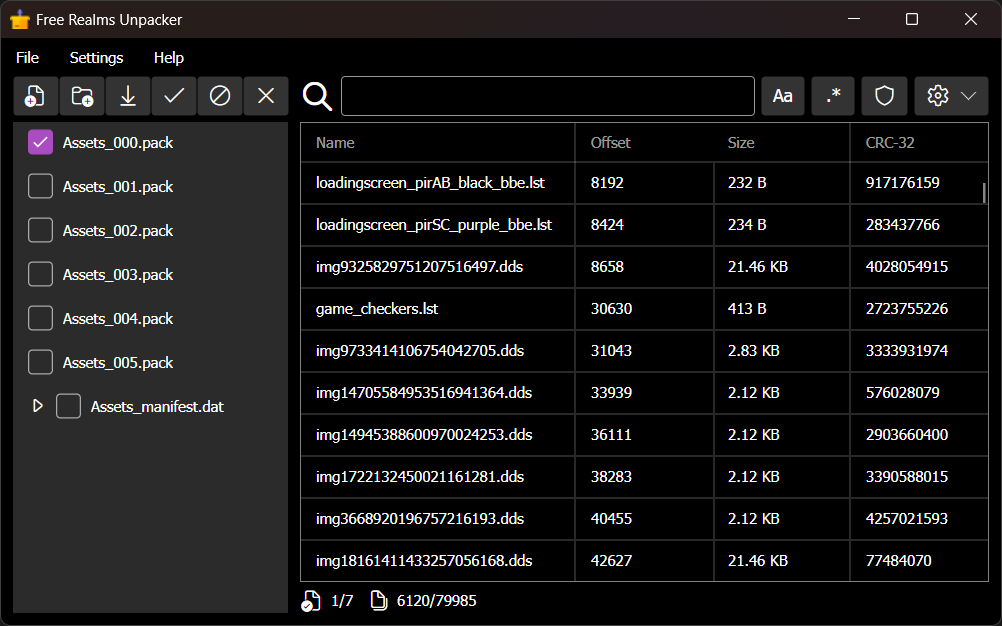 Free Realms Unpacker
File Settings Help
Aa .*
Assets_000.pack
Assets_001.pack
Assets_002.pack
Assets_003.pack
Assets_004.pack
Assets_005.pack
Assets_manifest.dat
Name Offset Size CRC-32
loadingscreen_pirAB_black_bbe.lst 8192 232 B 917176159
loadingscreen_pirSC_purple_bbe.lst 8424 234 B 283437766
img9325829751207516497.dds 8658 21.46 KB 4028054915
game_checkers.lst 30630 413 B 2723755226
img9733414106754042705.dds 31043 2.83 KB 3333931974
img14705584953516941364.dds 33939 2.12 KB 576028079
img14945388600970024253.dds 36111 2.12 KB 2903660400
img1722132450021161281.dds 38283 2.12 KB 3390588015
img3668920196757216193.dds 40455 2.12 KB 4257021593
img18161411433257056168.dds 42627 21.46 KB 77484070
1/7 6120/79985